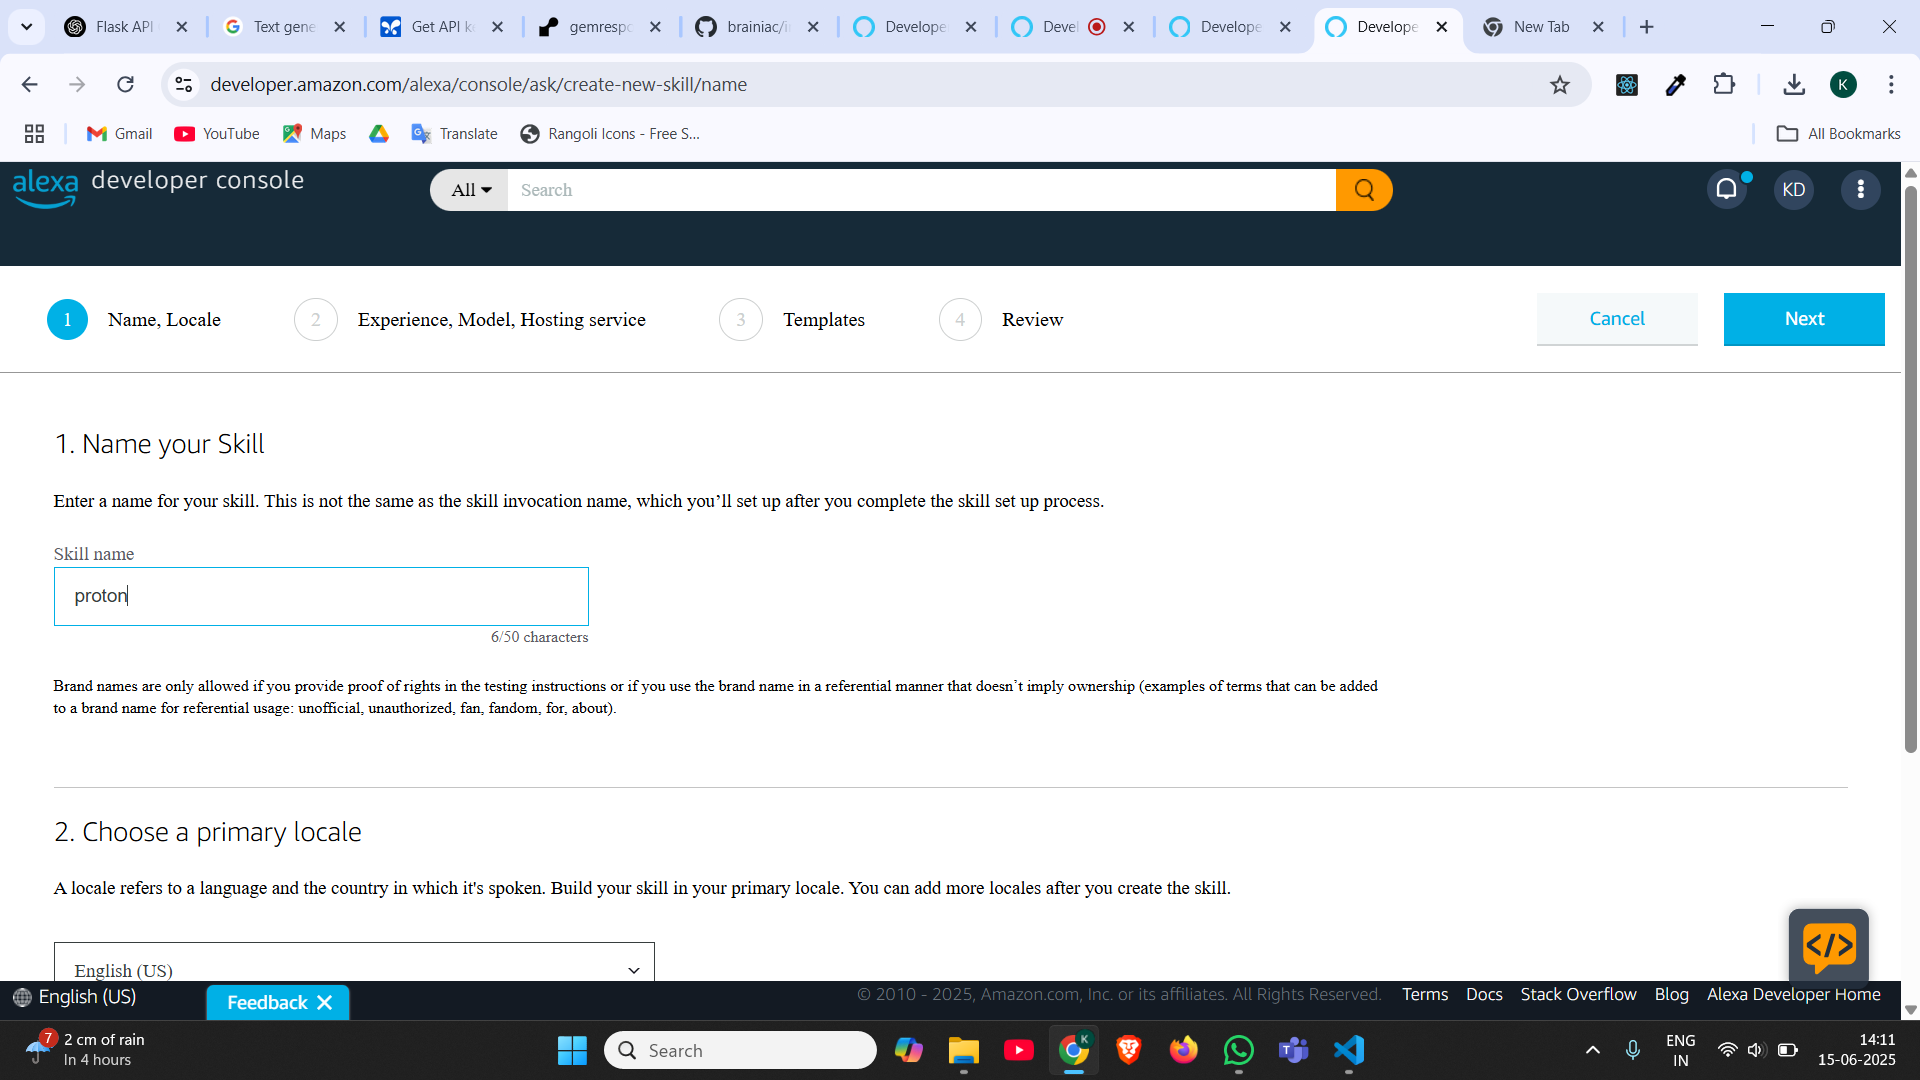 Flask API
Text gene
Get API ke
gemrespo
brainiac/i
Develope
Devel
Develope
Develope
New Tab
developer.amazon.com/alexa/console/ask/create-new-skill/name
K
Gmail
YouTube
Maps
Translate
Rangoli Icons - Free S...
All Bookmarks
alexa developer console
All
Search
KD
1 Name, Locale
2 Experience, Model, Hosting service
3 Templates
4 Review
Cancel
Next
1. Name your Skill
Enter a name for your skill. This is not the same as the skill invocation name, which you’ll set up after you complete the skill set up process.
Skill name
proton
6/50 characters
Brand names are only allowed if you provide proof of rights in the testing instructions or if you use the brand name in a referential manner that doesn’t imply ownership (examples of terms that can be added
to a brand name for referential usage: unofficial, unauthorized, fan, fandom, for, about).
2. Choose a primary locale
A locale refers to a language and the country in which it's spoken. Build your skill in your primary locale. You can add more locales after you create the skill.
English (US)
</>
English (US)
Feedback
© 2010 - 2025, Amazon.com, Inc. or its affiliates. All Rights Reserved.
Terms
Docs
Stack Overflow
Blog
Alexa Developer Home
7
2 cm of rain
In 4 hours
Search
K
ENG
IN
14:11
15-06-2025